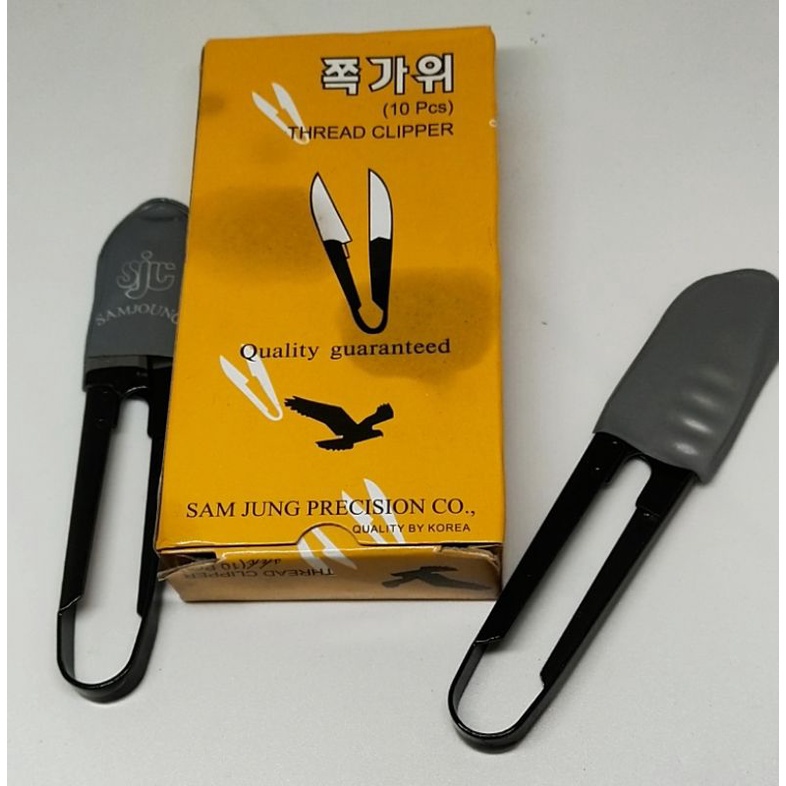 쪽가위
(10 Pcs)
THREAD CLIPPER
Quality guaranteed
SAM JUNG PRECISION CO.,
QUALITY BY KOREA
THREAD CLIPPER
sjc
SAMJOUNG